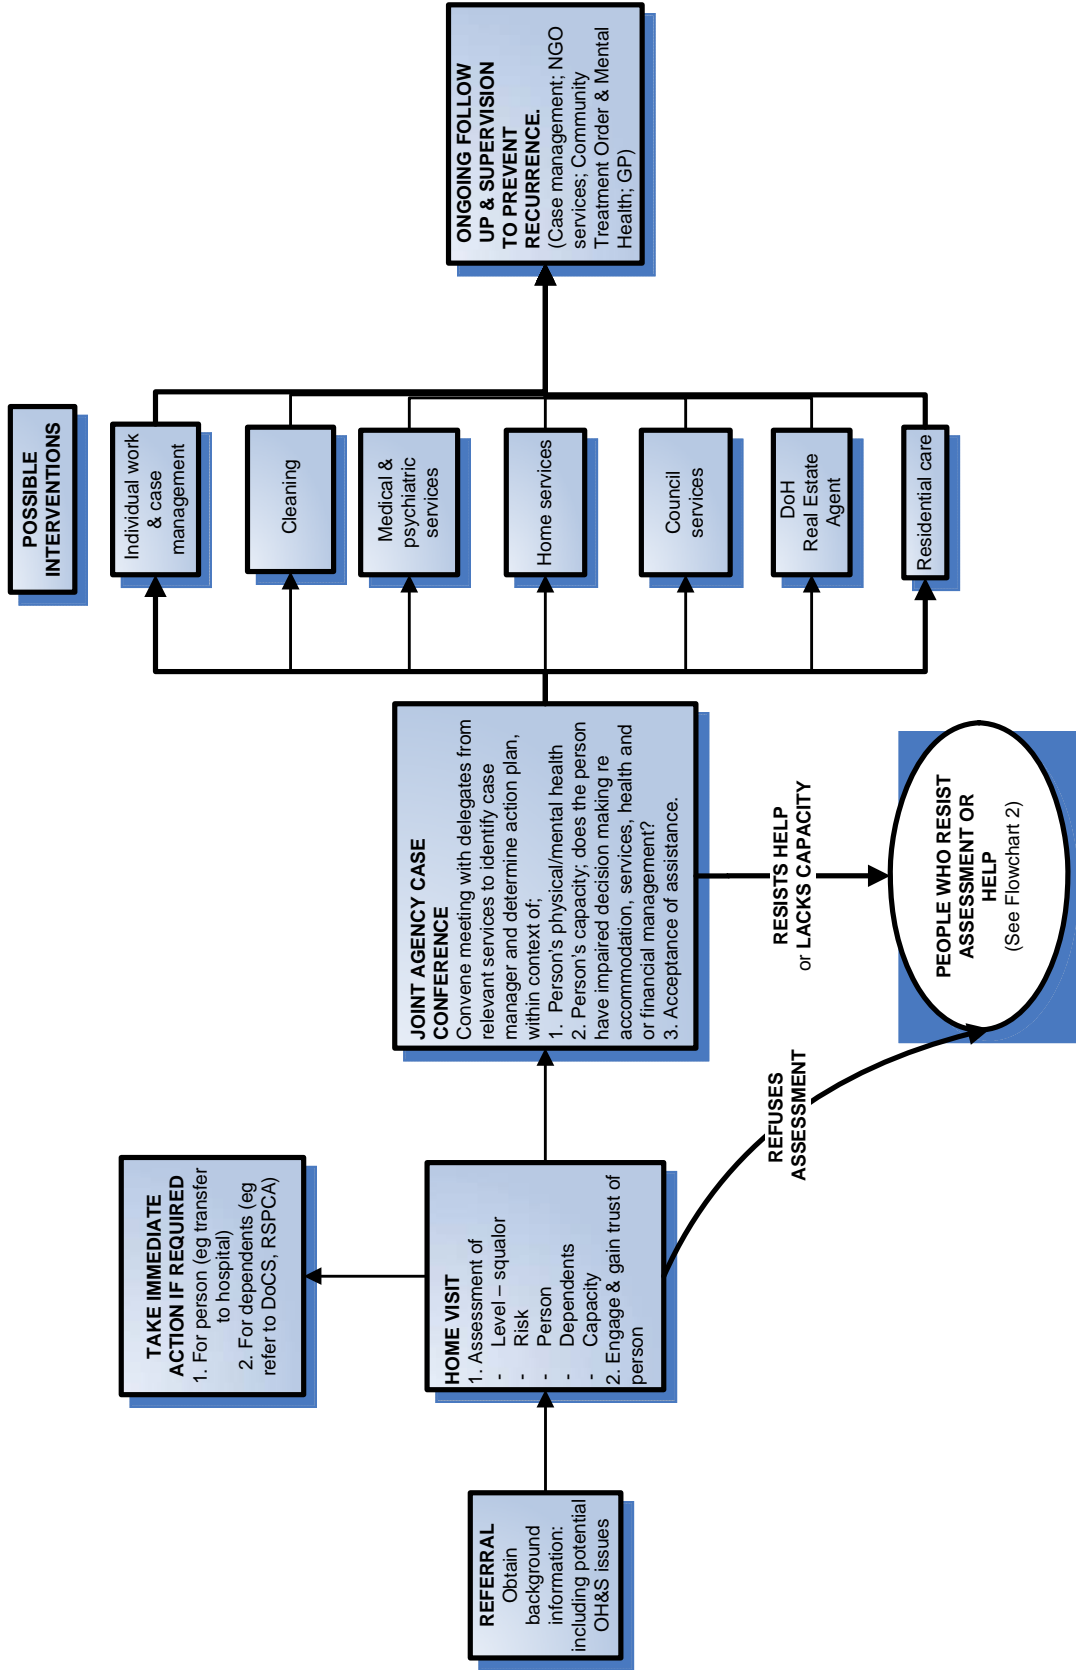 REFERRAL
Obtain
background
information:
including potential
OH&S issues
TAKE IMMEDIATE
ACTION IF REQUIRED
1. For person (eg transfer
to hospital)
2. For dependents (eg
refer to DoCS, RSPCA)
HOME VISIT
1. Assessment of
- Level – squalor
- Risk
- Person
- Dependents
- Capacity
2. Engage & gain trust of
person
REFUSES
ASSESSMENT
JOINT AGENCY CASE
CONFERENCE
Convene meeting with delegates from
relevant services to identify case
manager and determine action plan,
within context of;
1. Person's physical/mental health
2. Person's capacity; does the person
have impaired decision making re
accommodation, services, health and
or financial management?
3. Acceptance of assistance.
RESISTS HELP
or LACKS CAPACITY
PEOPLE WHO RESIST
ASSESSMENT OR
HELP
(See Flowchart 2)
POSSIBLE
INTERVENTIONS
Individual work
& case
management
Cleaning
Medical &
psychiatric
services
Home services
Council
services
DoH
Real Estate
Agent
Residential care
ONGOING FOLLOW
UP & SUPERVISION
TO PREVENT
RECURRENCE.
(Case management; NGO
services; Community
Treatment Order & Mental
Health; GP)